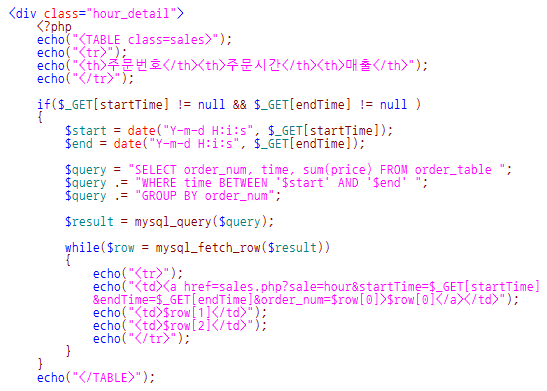 <div class="hour_detail">
<?php
echo("<TABLE class=sales>");
echo("<tr>");
echo("<th>주문번호</th><th>주문시간</th><th>매출</th>");
echo("</tr>");
if($_GET[startTime] != null && $_GET[endTime] != null )
{
$start = date("Y-m-d H:i:s", $_GET[startTime]);
$end = date("Y-m-d H:i:s", $_GET[endTime]);
$query = "SELECT order_num, time, sum(price) FROM order_table ";
$query .= "WHERE time BETWEEN '$start' AND '$end' ";
$query .= "GROUP BY order_num";
$result = mysql_query($query);
while($row = mysql_fetch_row($result))
{
echo("<tr>");
echo("<td><a href=sales.php?sale=hour&startTime=$_GET[startTime]
&endTime=$_GET[endTime]&order_num=$row[0]>$row[0]</a></td>");
echo("<td>$row[1]</td>");
echo("<td>$row[2]</td>");
echo("</tr>");
}
}
echo("</TABLE>");